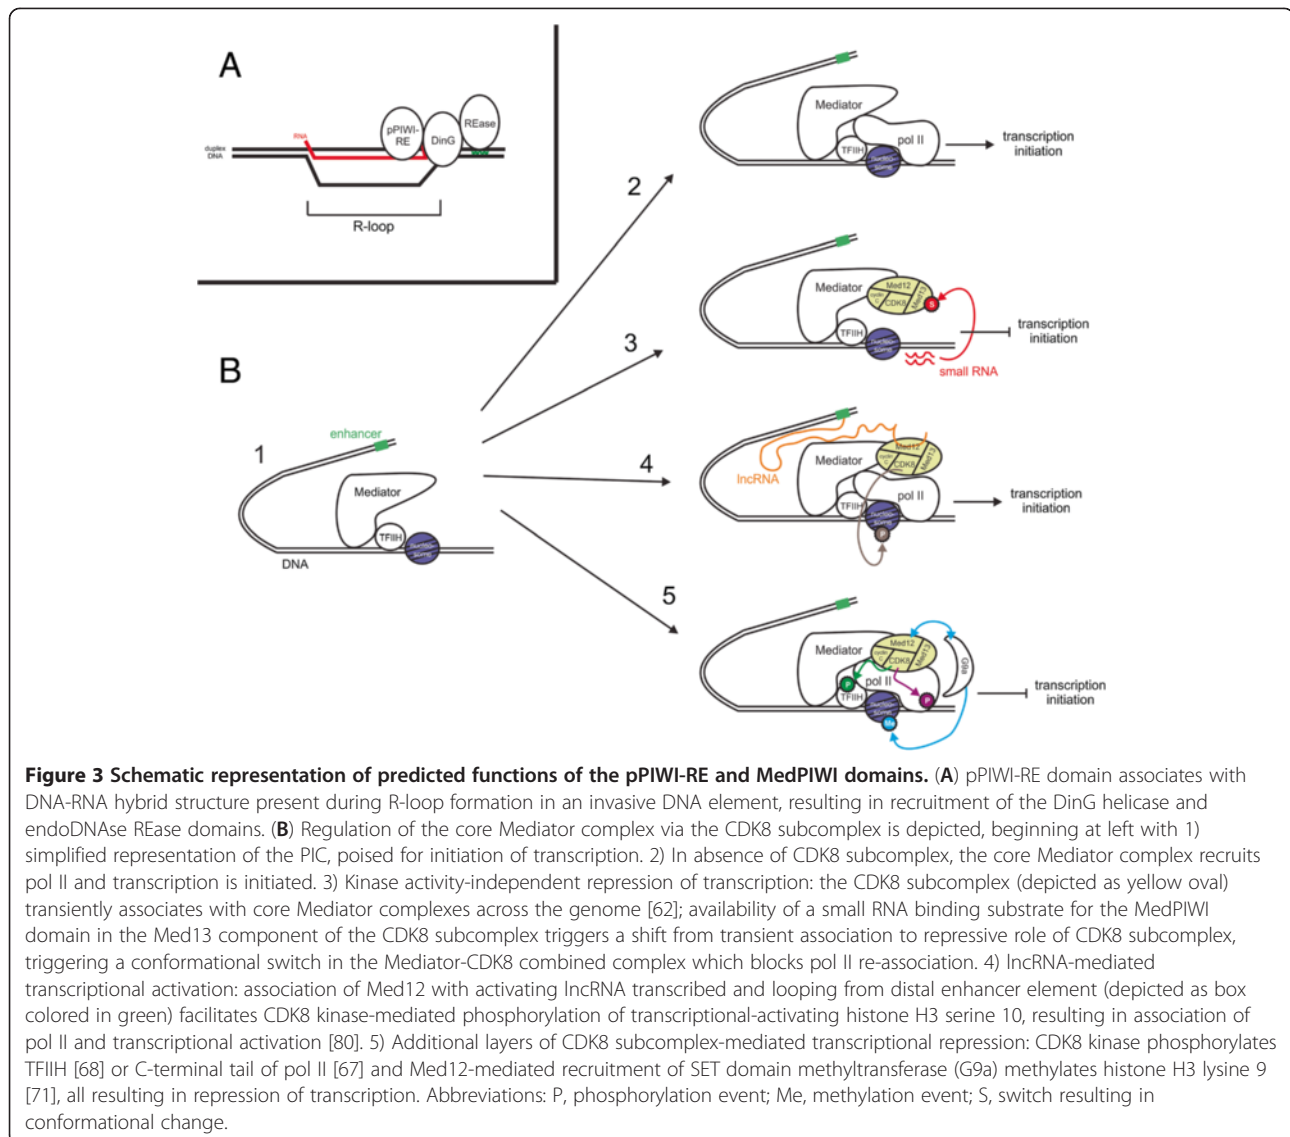 A
RNA
duplex
DNA
pPIWI-
RE
DinG
REase
R-loop
B
1
enhancer
Mediator
TFIIH
nucleo-
some
DNA
2
Mediator
pol II
TFIIH
nucleo-
some
transcription
initiation
3
Mediator
Med12
cyclin
C
CDK8
Med13
S
TFIIH
nucleo-
some
small RNA
transcription
initiation
4
lncRNA
Mediator
Med12
cyclin
C
CDK8
Med13
pol II
TFIIH
nucleo-
some
P
transcription
initiation
5
Mediator
Med12
cyclin
C
CDK8
Med13
G9a
pol II
P
TFIIH
P
nucleo-
some
Me
transcription
initiation
Figure 3 Schematic representation of predicted functions of the pPIWI-RE and MedPIWI domains. (A) pPIWI-RE domain associates with
DNA-RNA hybrid structure present during R-loop formation in an invasive DNA element, resulting in recruitment of the DinG helicase and
endoDNAse REase domains. (B) Regulation of the core Mediator complex via the CDK8 subcomplex is depicted, beginning at left with 1)
simplified representation of the PIC, poised for initiation of transcription. 2) In absence of CDK8 subcomplex, the core Mediator complex recruits
pol II and transcription is initiated. 3) Kinase activity-independent repression of transcription: the CDK8 subcomplex (depicted as yellow oval)
transiently associates with core Mediator complexes across the genome [62]; availability of a small RNA binding substrate for the MedPIWI
domain in the Med13 component of the CDK8 subcomplex triggers a shift from transient association to repressive role of CDK8 subcomplex,
triggering a conformational switch in the Mediator-CDK8 combined complex which blocks pol II re-association. 4) lncRNA-mediated
transcriptional activation: association of Med12 with activating lncRNA transcribed and looping from distal enhancer element (depicted as box
colored in green) facilitates CDK8 kinase-mediated phosphorylation of transcriptional-activating histone H3 serine 10, resulting in association of
pol II and transcriptional activation [80]. 5) Additional layers of CDK8 subcomplex-mediated transcriptional repression: CDK8 kinase phosphorylates
TFIIH [68] or C-terminal tail of pol II [67] and Med12-mediated recruitment of SET domain methyltransferase (G9a) methylates histone H3 lysine 9
[71], all resulting in repression of transcription. Abbreviations: P, phosphorylation event; Me, methylation event; S, switch resulting in
conformational change.